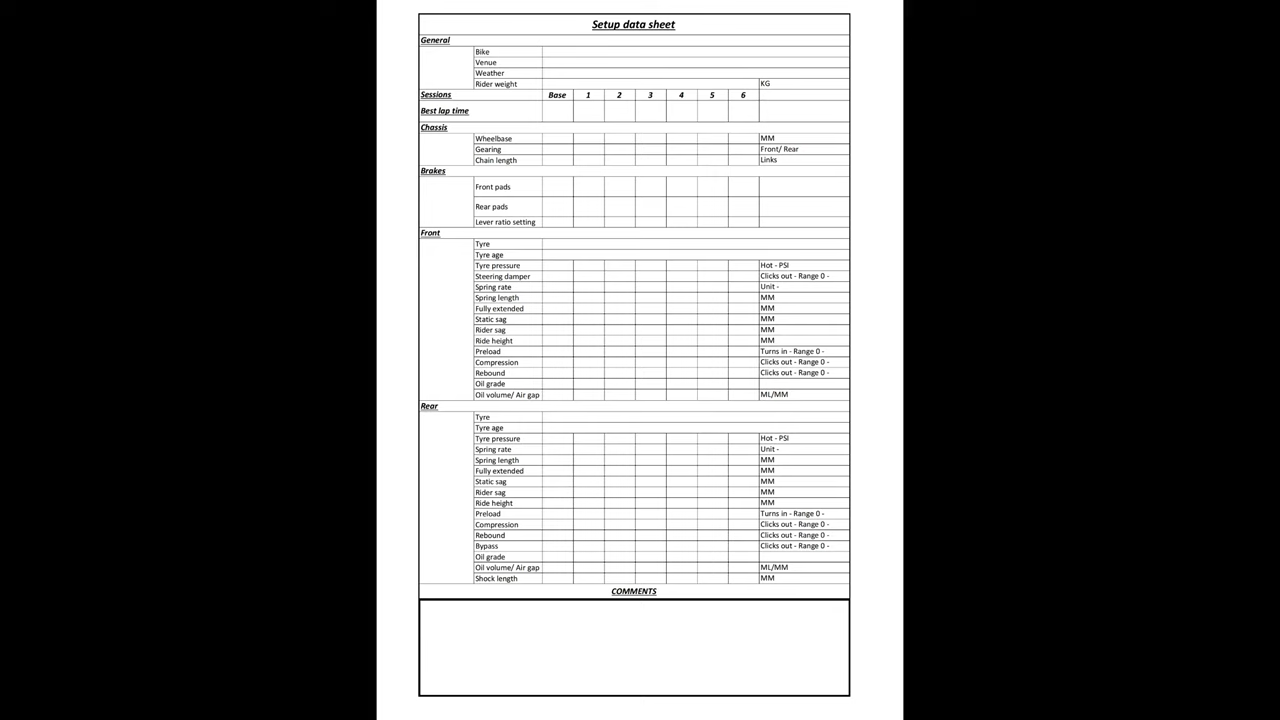 Setup data sheet
General
Bike
Venue
Weather
Rider weight KG
Sessions Base 1 2 3 4 5 6
Best lap time
Chassis
Wheelbase MM
Gearing Front/ Rear
Chain length Links
Brakes
Front pads
Rear pads
Lever ratio setting
Front
Tyre
Tyre age
Tyre pressure Hot - PSI
Steering damper Clicks out - Range 0 -
Spring rate Unit -
Spring length MM
Fully extended MM
Static sag MM
Rider sag MM
Ride height MM
Preload Turns in - Range 0 -
Compression Clicks out - Range 0 -
Rebound Clicks out - Range 0 -
Oil grade
Oil volume/ Air gap ML/MM
Rear
Tyre
Tyre age
Tyre pressure Hot - PSI
Spring rate Unit -
Spring length MM
Fully extended MM
Static sag MM
Rider sag MM
Ride height MM
Preload Turns in - Range 0 -
Compression Clicks out - Range 0 -
Rebound Clicks out - Range 0 -
Bypass Clicks out - Range 0 -
Oil grade
Oil volume/ Air gap ML/MM
Shock length MM
COMMENTS